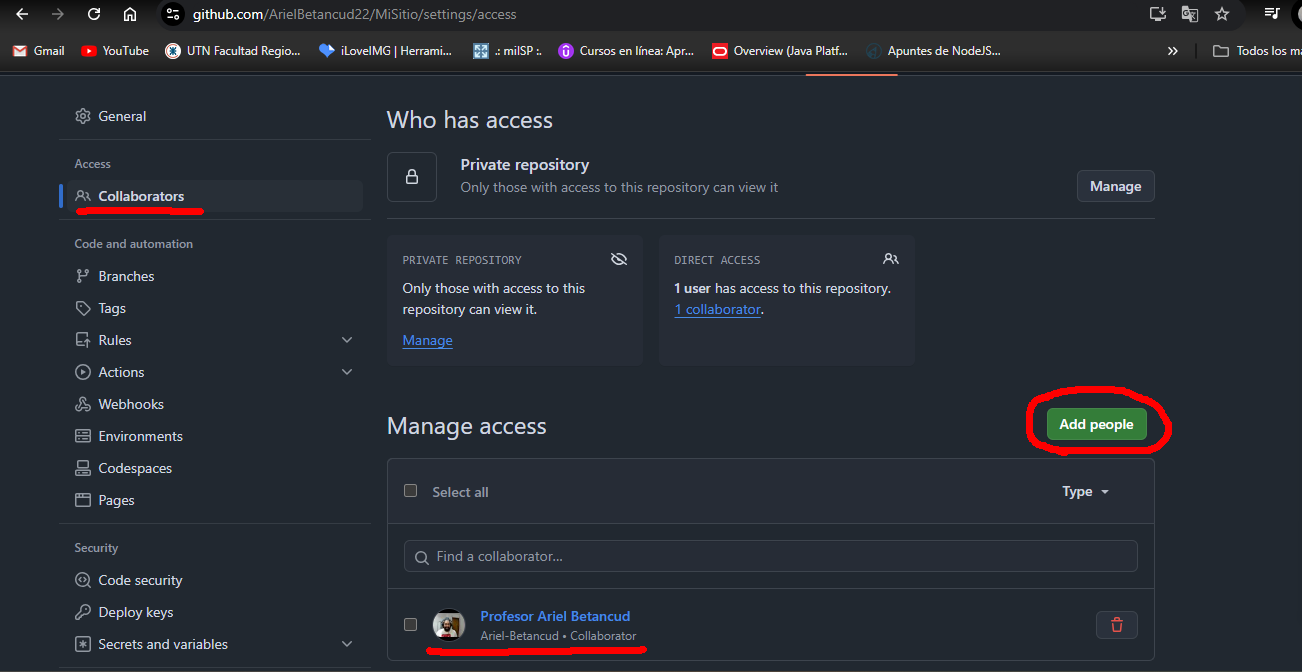 github.com/ArielBetancud22/MiSitio/settings/access
Gmail
YouTube
UTN Facultad Regio...
iLoveIMG | Herrami...
.: miISP :.
Cursos en línea: Apr...
Overview (Java Platf...
Apuntes de NodeJS...
»
Todos los ma
General
Access
Collaborators
Code and automation
Branches
Tags
Rules
Actions
Webhooks
Environments
Codespaces
Pages
Security
Code security
Deploy keys
Secrets and variables
Who has access
Private repository
Only those with access to this repository can view it
Manage
PRIVATE REPOSITORY
Only those with access to this
repository can view it.
Manage
DIRECT ACCESS
1 user has access to this repository.
1 collaborator.
Manage access
Add people
Select all
Type
Find a collaborator...
Profesor Ariel Betancud
Ariel-Betancud • Collaborator